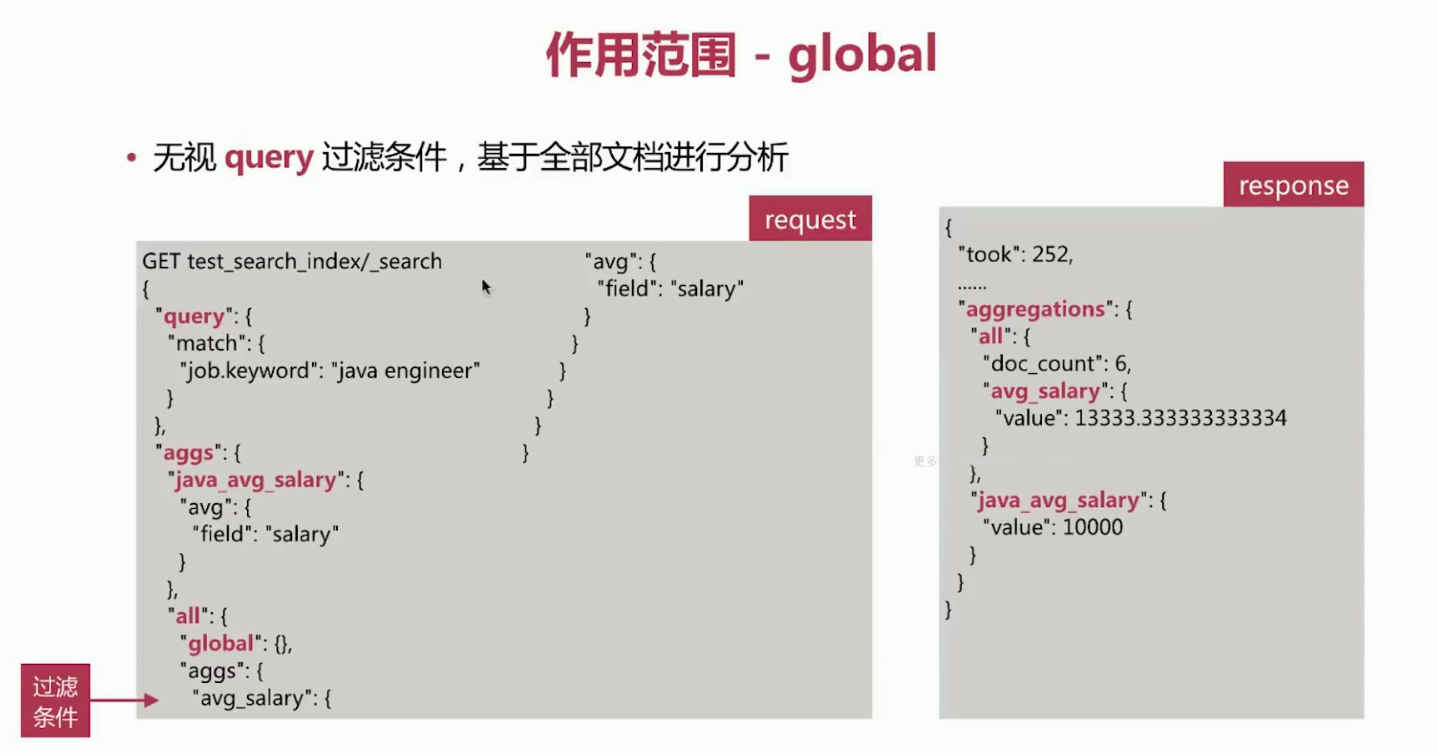 作用范围 - global
• 无视 query 过滤条件，基于全部文档进行分析
request
GET test_search_index/_search
{
"query": {
"match": {
"job.keyword": "java engineer"
}
},
"aggs": {
"java_avg_salary": {
"avg": {
"field": "salary"
}
},
"all": {
"global": {},
"aggs": {
"avg_salary": {
"avg": {
"field": "salary"
}
}
}
}
}
}
过滤
条件
response
{
"took": 252,
......
"aggregations": {
"all": {
"doc_count": 6,
"avg_salary": {
"value": 13333.333333333334
}
},
"java_avg_salary": {
"value": 10000
}
}
}
更多